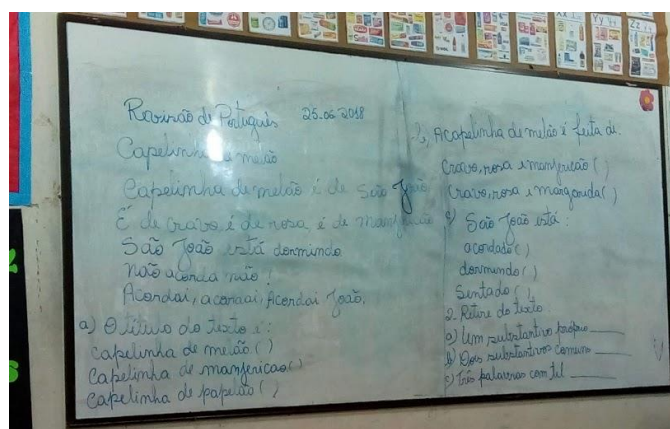 Revisão de Português 25.06.2018
Capelinha de melão
Capelinha de melão é de São João
É de cravo, é de rosa, é de manjericão
São João está dormindo
não acorda não!
Acordai, acordai, Acordai João.
a) O título do texto é:
capelinha de melão ( )
capelinha de manjericão ( )
capelinha de papelão ( )
b) A capelinha de melão é feita de:
cravo, rosa e manjericão ( )
cravo, rosa e margarida ( )
c) São João está:
acordado ( )
dormindo ( )
sentado ( )
2- Retire do texto
a) Um substantivo próprio ____
b) Dois substantivos comuns ____
c) três palavras com til ____